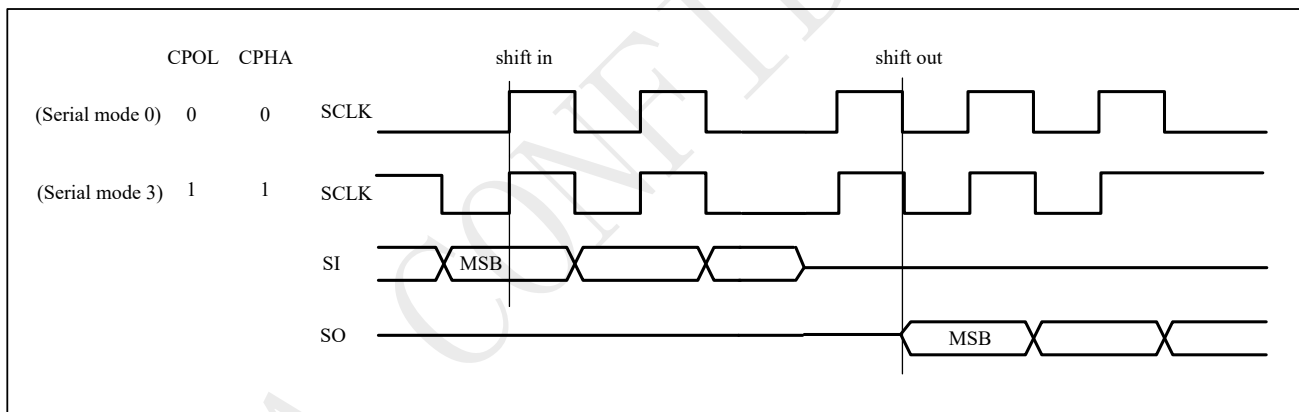 CPOL CPHA shift in shift out
(Serial mode 0) 0 0 SCLK
(Serial mode 3) 1 1 SCLK
SI MSB
SO MSB